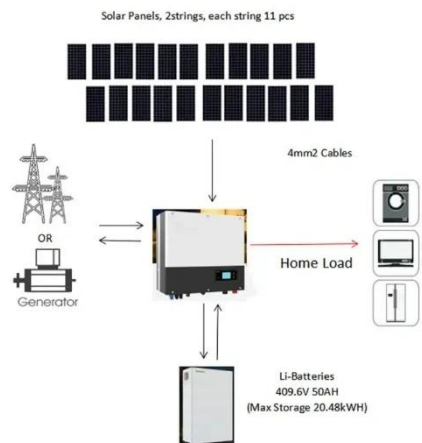 Solar Panels, 2strings, each string 11 pcs
4mm2 Cables
OR
Generator
Home Load
Li-Batteries
409.6V 50AH
(Max Storage 20.48kWH)